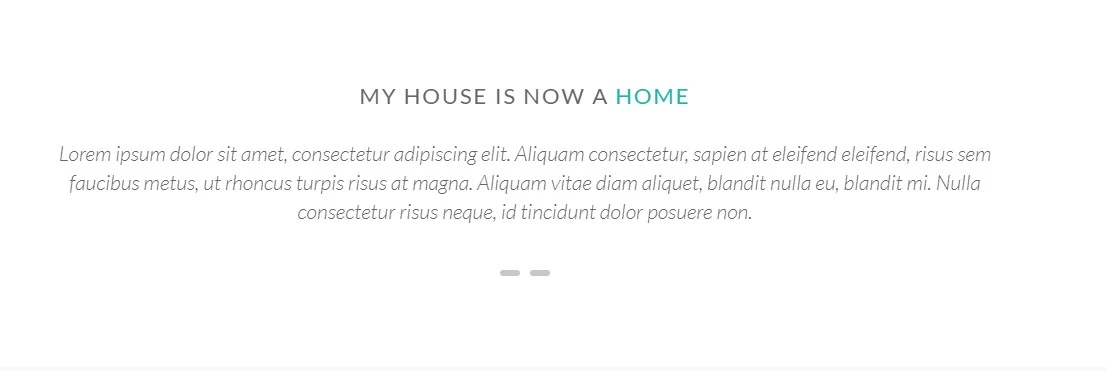 MY HOUSE IS NOW A HOME
Lorem ipsum dolor sit amet, consectetur adipiscing elit. Aliquam consectetur, sapien at eleifend eleifend, risus sem
faucibus metus, ut rhoncus turpis risus at magna. Aliquam vitae diam aliquet, blandit nulla eu, blandit mi. Nulla
consectetur risus neque, id tincidunt dolor posuere non.